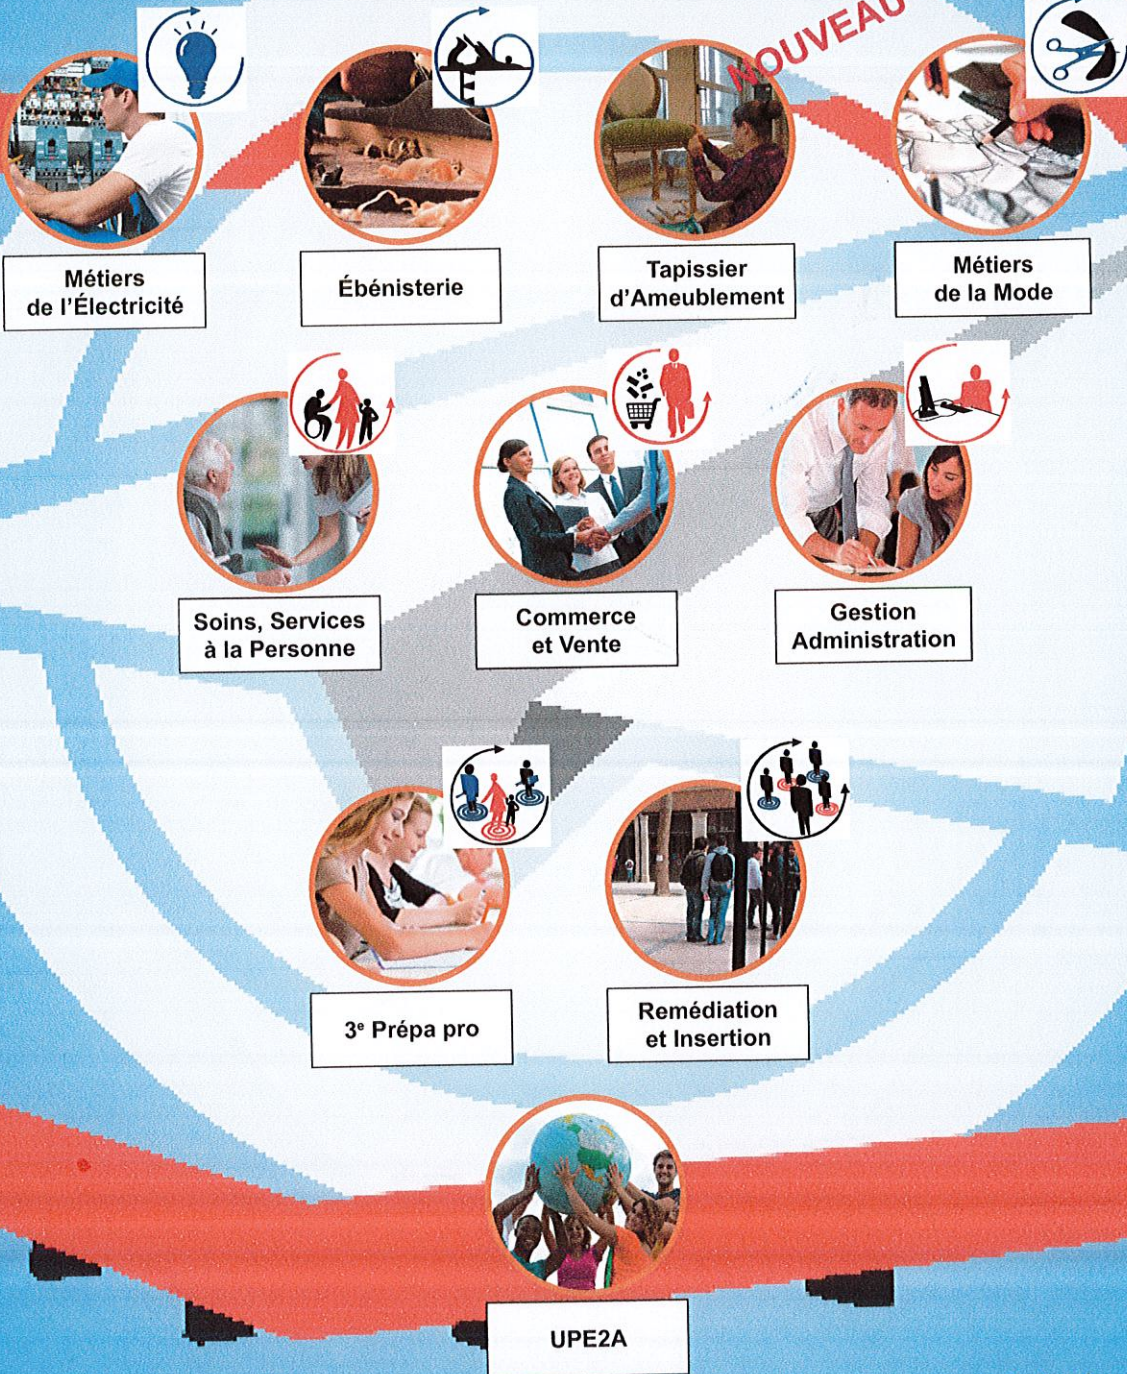 NOUVEAU
Métiers
de l'Électricité
Ébénisterie
Tapissier
d'Ameublement
Métiers
de la Mode
Soins, Services
à la Personne
Commerce
et Vente
Gestion
Administration
3e Prépa pro
Remédiation
et Insertion
UPE2A